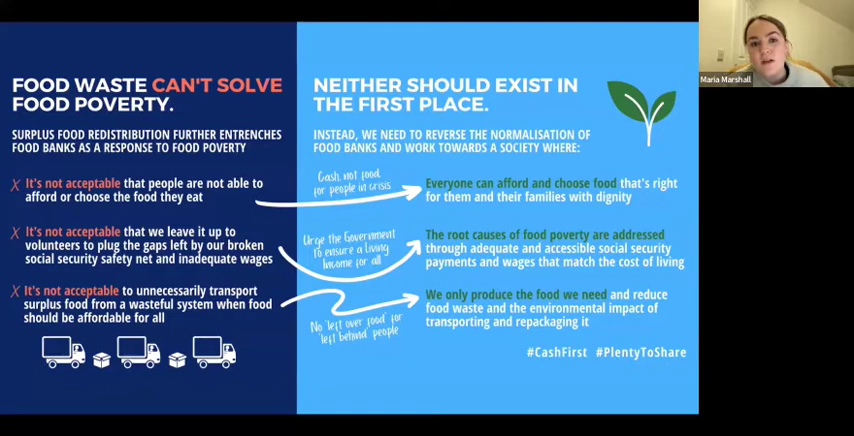 FOOD WASTE CAN'T SOLVE
FOOD POVERTY.
SURPLUS FOOD REDISTRIBUTION FURTHER ENTRENCHES
FOOD BANKS AS A RESPONSE TO FOOD POVERTY
X It's not acceptable that people are not able to
afford or choose the food they eat
X It's not acceptable that we leave it up to
volunteers to plug the gaps left by our broken
social security safety net and inadequate wages
X It's not acceptable to unnecessarily transport
surplus food from a wasteful system when food
should be affordable for all
NEITHER SHOULD EXIST IN
THE FIRST PLACE.
INSTEAD, WE NEED TO REVERSE THE NORMALISATION OF
FOOD BANKS AND WORK TOWARDS A SOCIETY WHERE:
Cash, not food,
for people in crisis
Everyone can afford and choose food that's right
for them and their families with dignity
Urge the Government
to ensure a living
Income for all
The root causes of food poverty are addressed
through adequate and accessible social security
payments and wages that match the cost of living
No 'left over food' for
'left behind' people
We only produce the food we need and reduce
food waste and the environmental impact of
transporting and repackaging it
#CashFirst #PlentyToShare
Maria Marshall